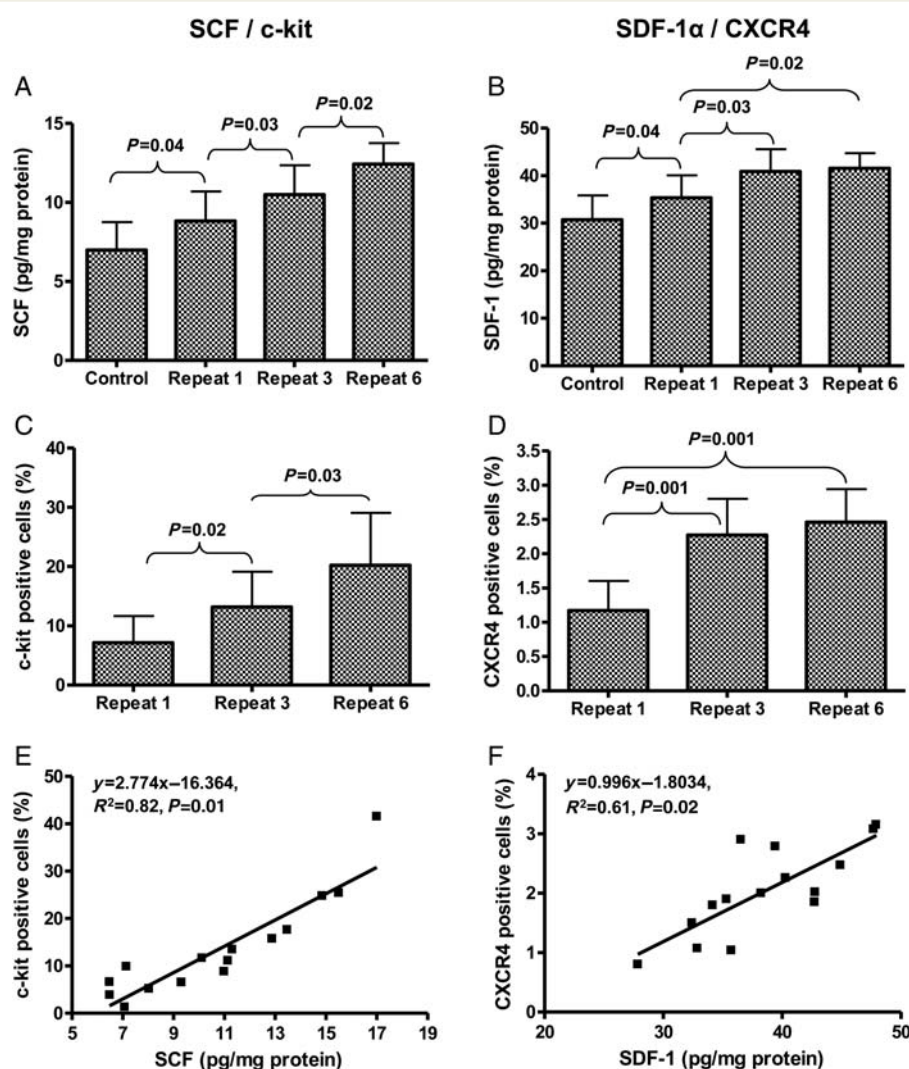 SCF / c-kit
SDF-1α / CXCR4
A
P=0.04
P=0.03
P=0.02
SCF (pg/mg protein)
15
10
5
0
Control Repeat 1 Repeat 3 Repeat 6
B
P=0.02
P=0.03
P=0.04
SDF-1 (pg/mg protein)
50
40
30
20
10
0
Control Repeat 1 Repeat 3 Repeat 6
C
P=0.03
P=0.02
c-kit positive cells (%)
40
30
20
10
0
Repeat 1 Repeat 3 Repeat 6
D
P=0.001
P=0.001
CXCR4 positive cells (%)
3.5
3.0
2.5
2.0
1.5
1.0
0.5
0.0
Repeat 1 Repeat 3 Repeat 6
E
y=2.774x–16.364,
R²=0.82, P=0.01
c-kit positive cells (%)
50
40
30
20
10
0
5 7 9 11 13 15 17 19
SCF (pg/mg protein)
F
y=0.996x–1.8034,
R²=0.61, P=0.02
CXCR4 positive cells (%)
4
3
2
1
0
20 30 40 50
SDF-1 (pg/mg protein)